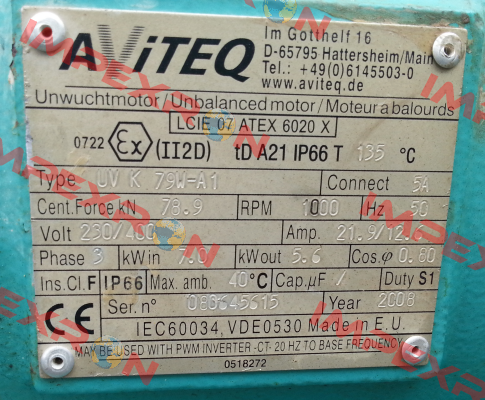 AViTEQ
Im Gotthelf 16
D-65795 Hattersheim/Main
Tel.: +49(0)6145503-0
www.aviteq.de
Unwuchtmotor/Unbalanced motor/Moteur a balourds
LCIE 07 ATEX 6020 X
0722 Ex (II2D) tD A21 IP66 T 135 °C
Type UV K 79W-A1 Connect 5A
Cent.Force kN 78.9 RPM 1000 Hz 50
Volt 230/400 Amp. 21.9/12.
Phase 3 kWin 7.0 kWout 5.6 Cos.φ 0.60
Ins.Cl.F IP66 Max. amb. 40°C Cap.µF / Duty S1
Ser.n° 086645615 Year 2008
CE IEC60034,VDE0530 Made in E.U.
MAY BE USED WITH PWM INVERTER -CT- 20 HZ TO BASE FREQUENCY
0518272
IMPEXRON